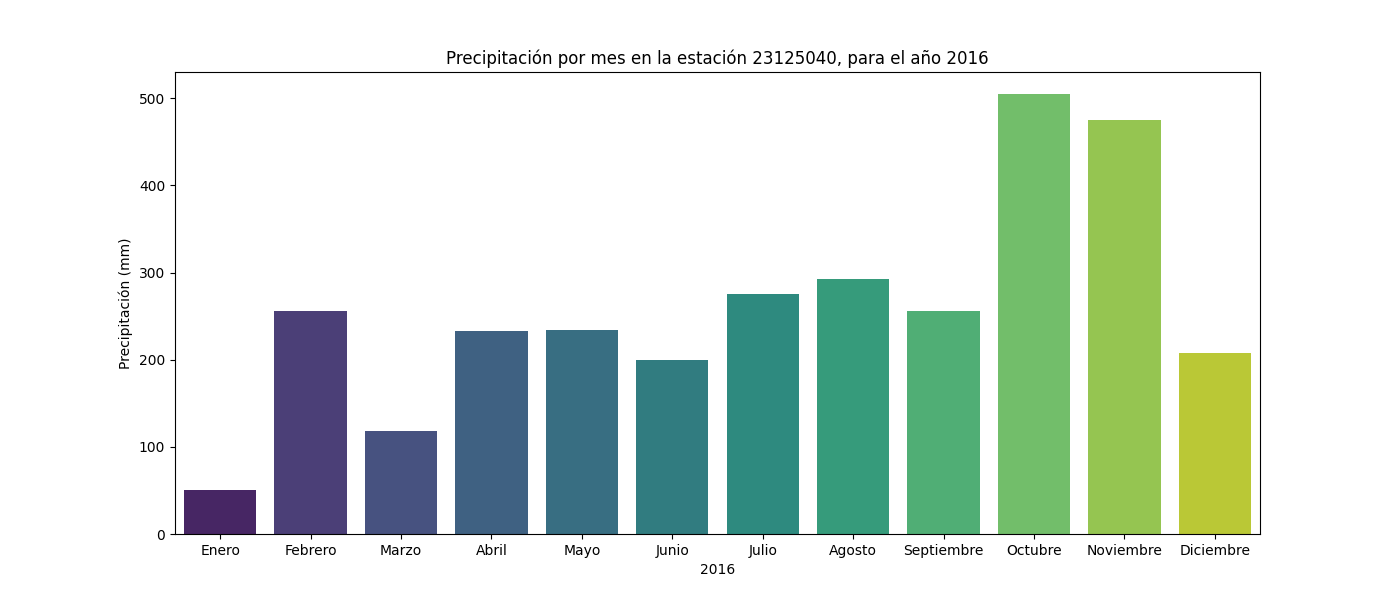 Precipitación por mes en la estación 23125040, para el año 2016
Precipitación (mm)
500
400
300
200
100
0
Enero Febrero Marzo Abril Mayo Junio Julio Agosto Septiembre Octubre Noviembre Diciembre
2016